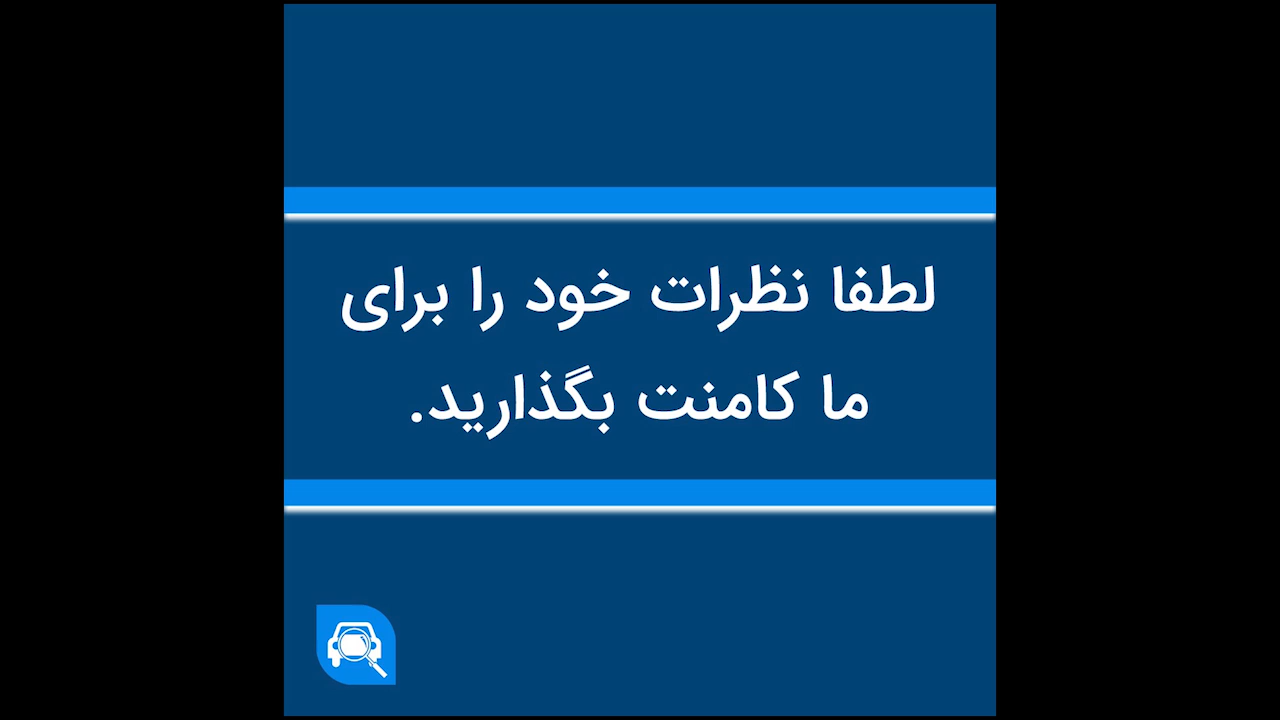 لطفا نظرات خود را برای
ما کامنت بگذارید.